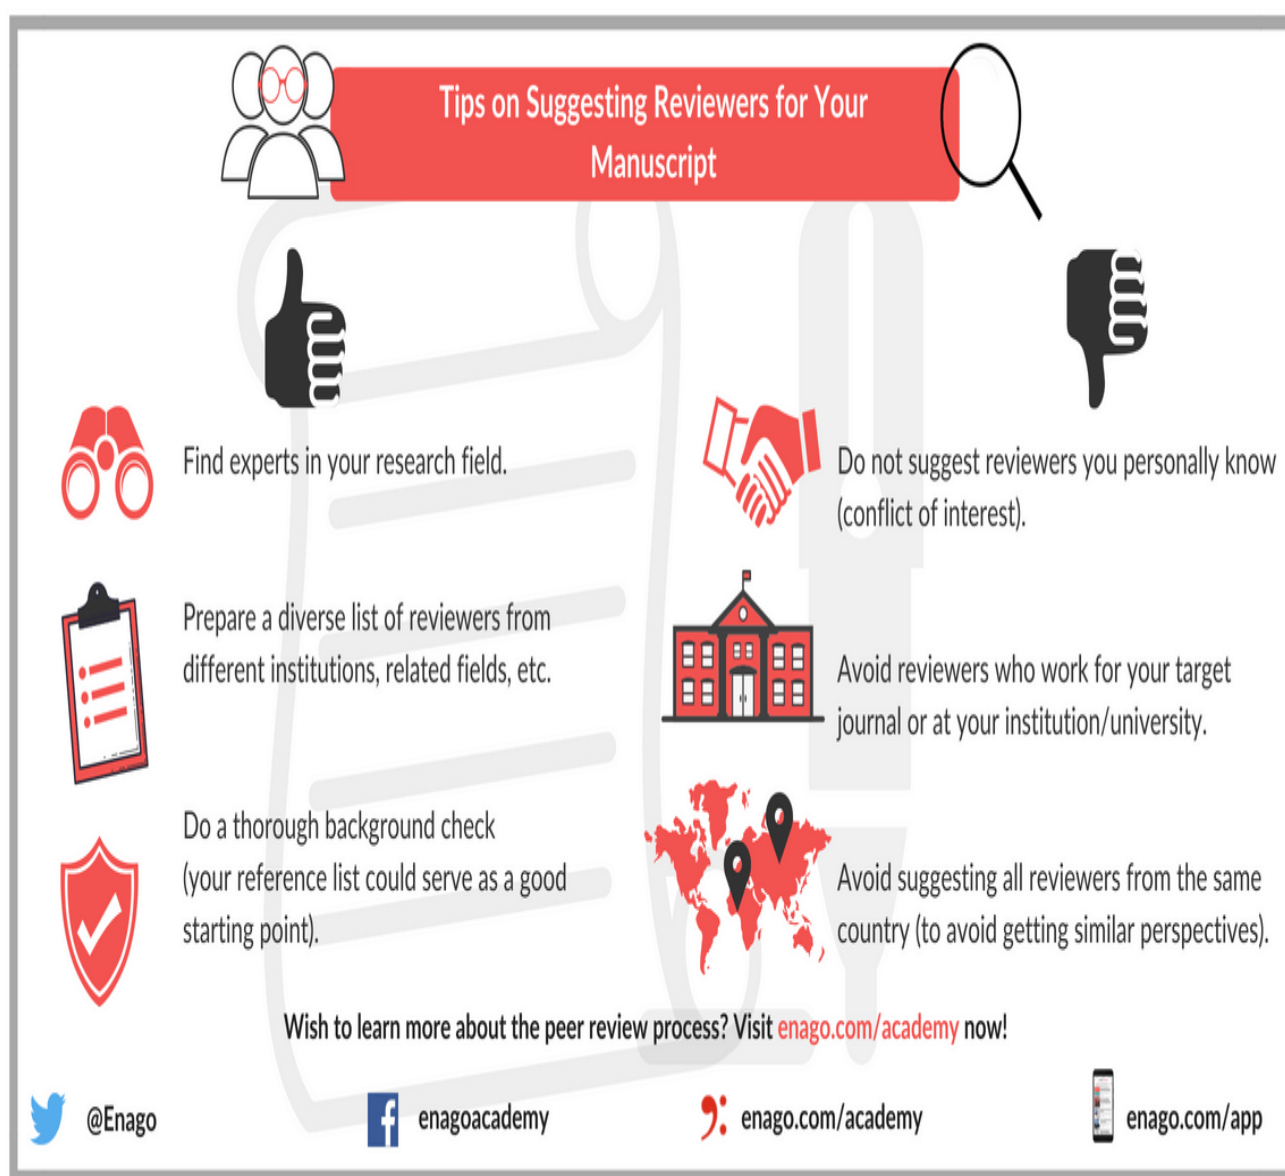 Tips on Suggesting Reviewers for Your
Manuscript
Find experts in your research field.
Prepare a diverse list of reviewers from
different institutions, related fields, etc.
Do a thorough background check
(your reference list could serve as a good
starting point).
Do not suggest reviewers you personally know
(conflict of interest).
Avoid reviewers who work for your target
journal or at your institution/university.
Avoid suggesting all reviewers from the same
country (to avoid getting similar perspectives).
Wish to learn more about the peer review process? Visit enago.com/academy now!
@Enago
enagoacademy
enago.com/academy
enago.com/app